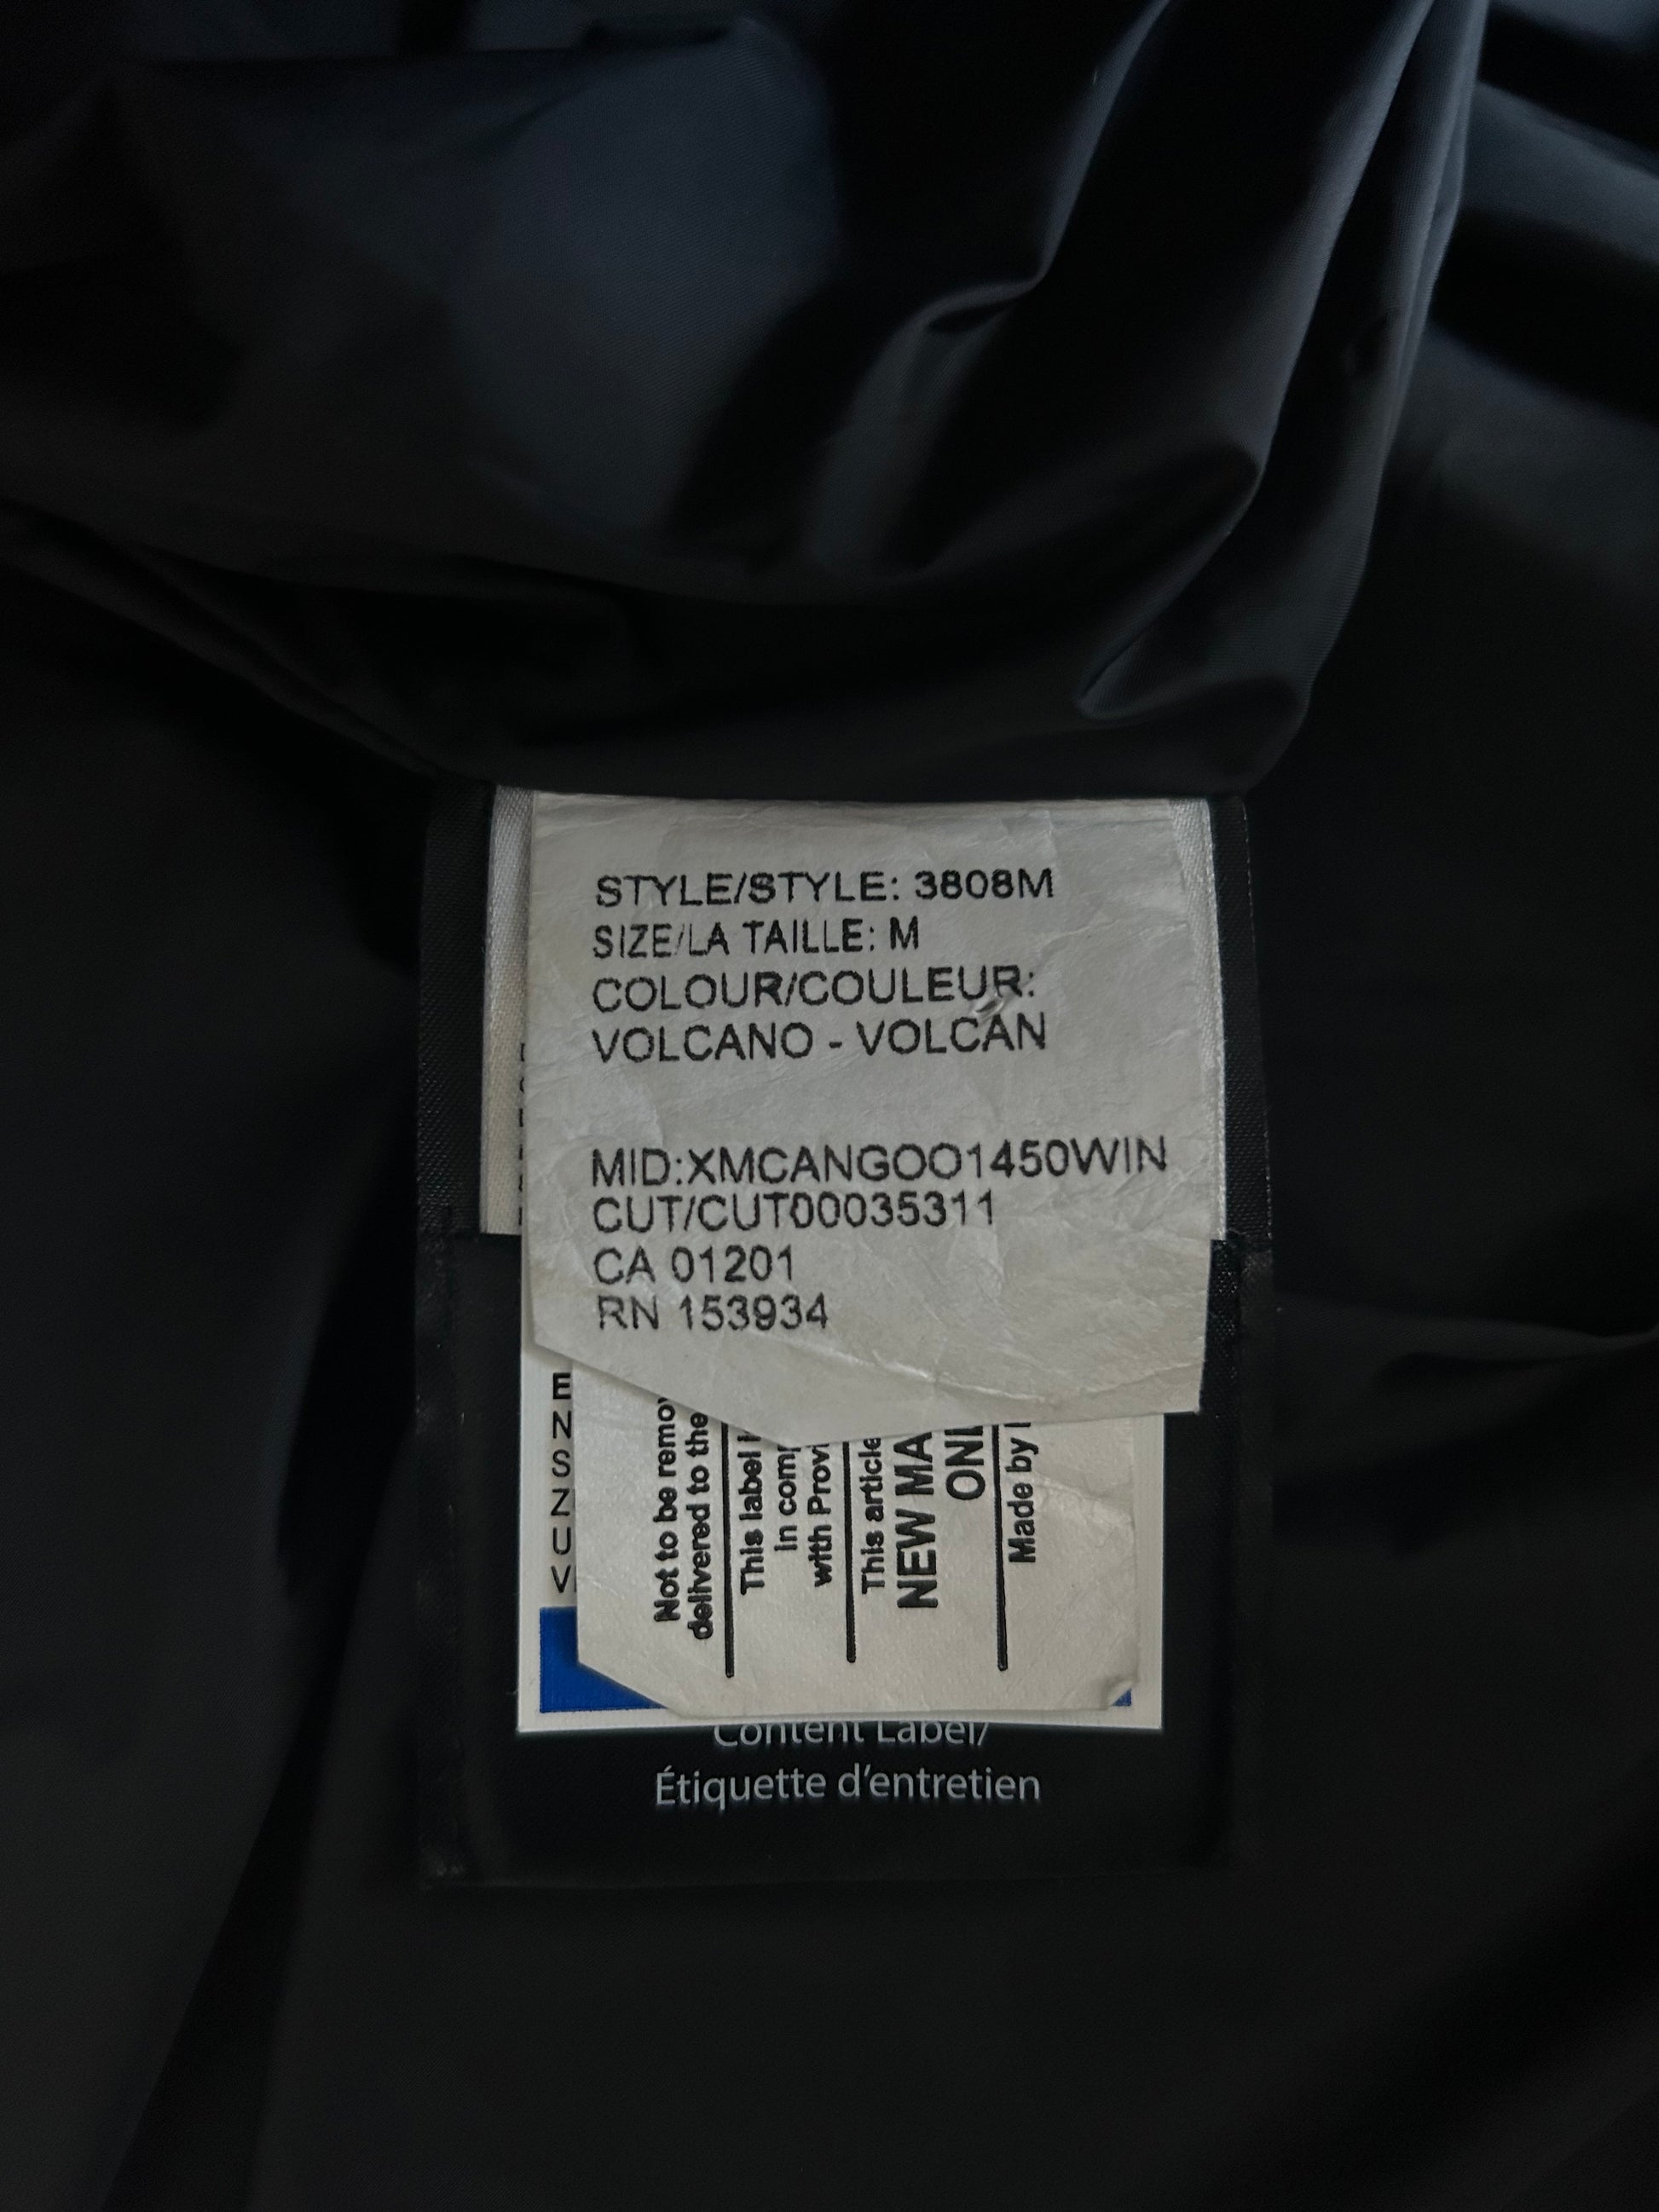 STYLE/STYLE: 3808M
SIZE/LA TAILLE: M
COLOUR/COULEUR:
VOLCANO - VOLCAN
MID:XMCANGOO1450WIN
CUT/CUT00035311
CA 01201
RN 153934
E
N
S
Z
U
V
Not to be remov
delivered to the
This label i
In comp
with Provi
This article
NEW MA
ONL
Made by
Content Label/
Étiquette d'entretien